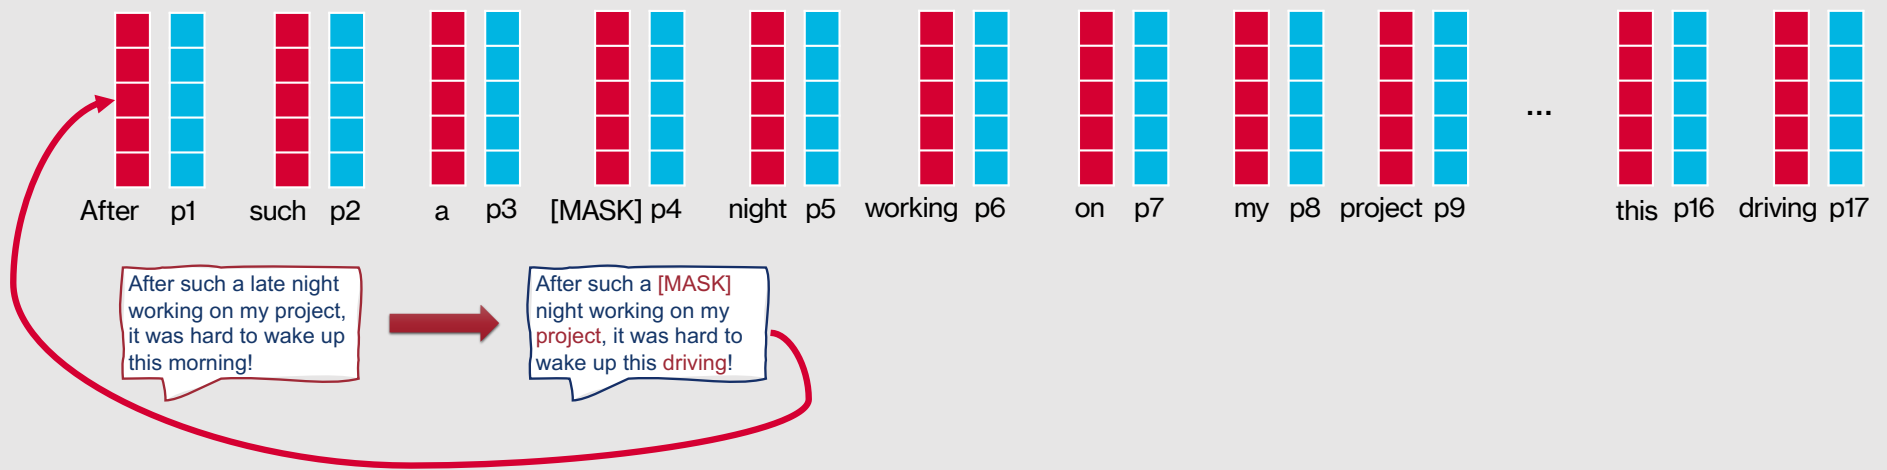 After p1 such p2 a p3 [MASK] p4 night p5 working p6 on p7 my p8 project p9 ... this p16 driving p17
After such a late night
working on my project,
it was hard to wake up
this morning!
After such a [MASK]
night working on my
project, it was hard to
wake up this driving!